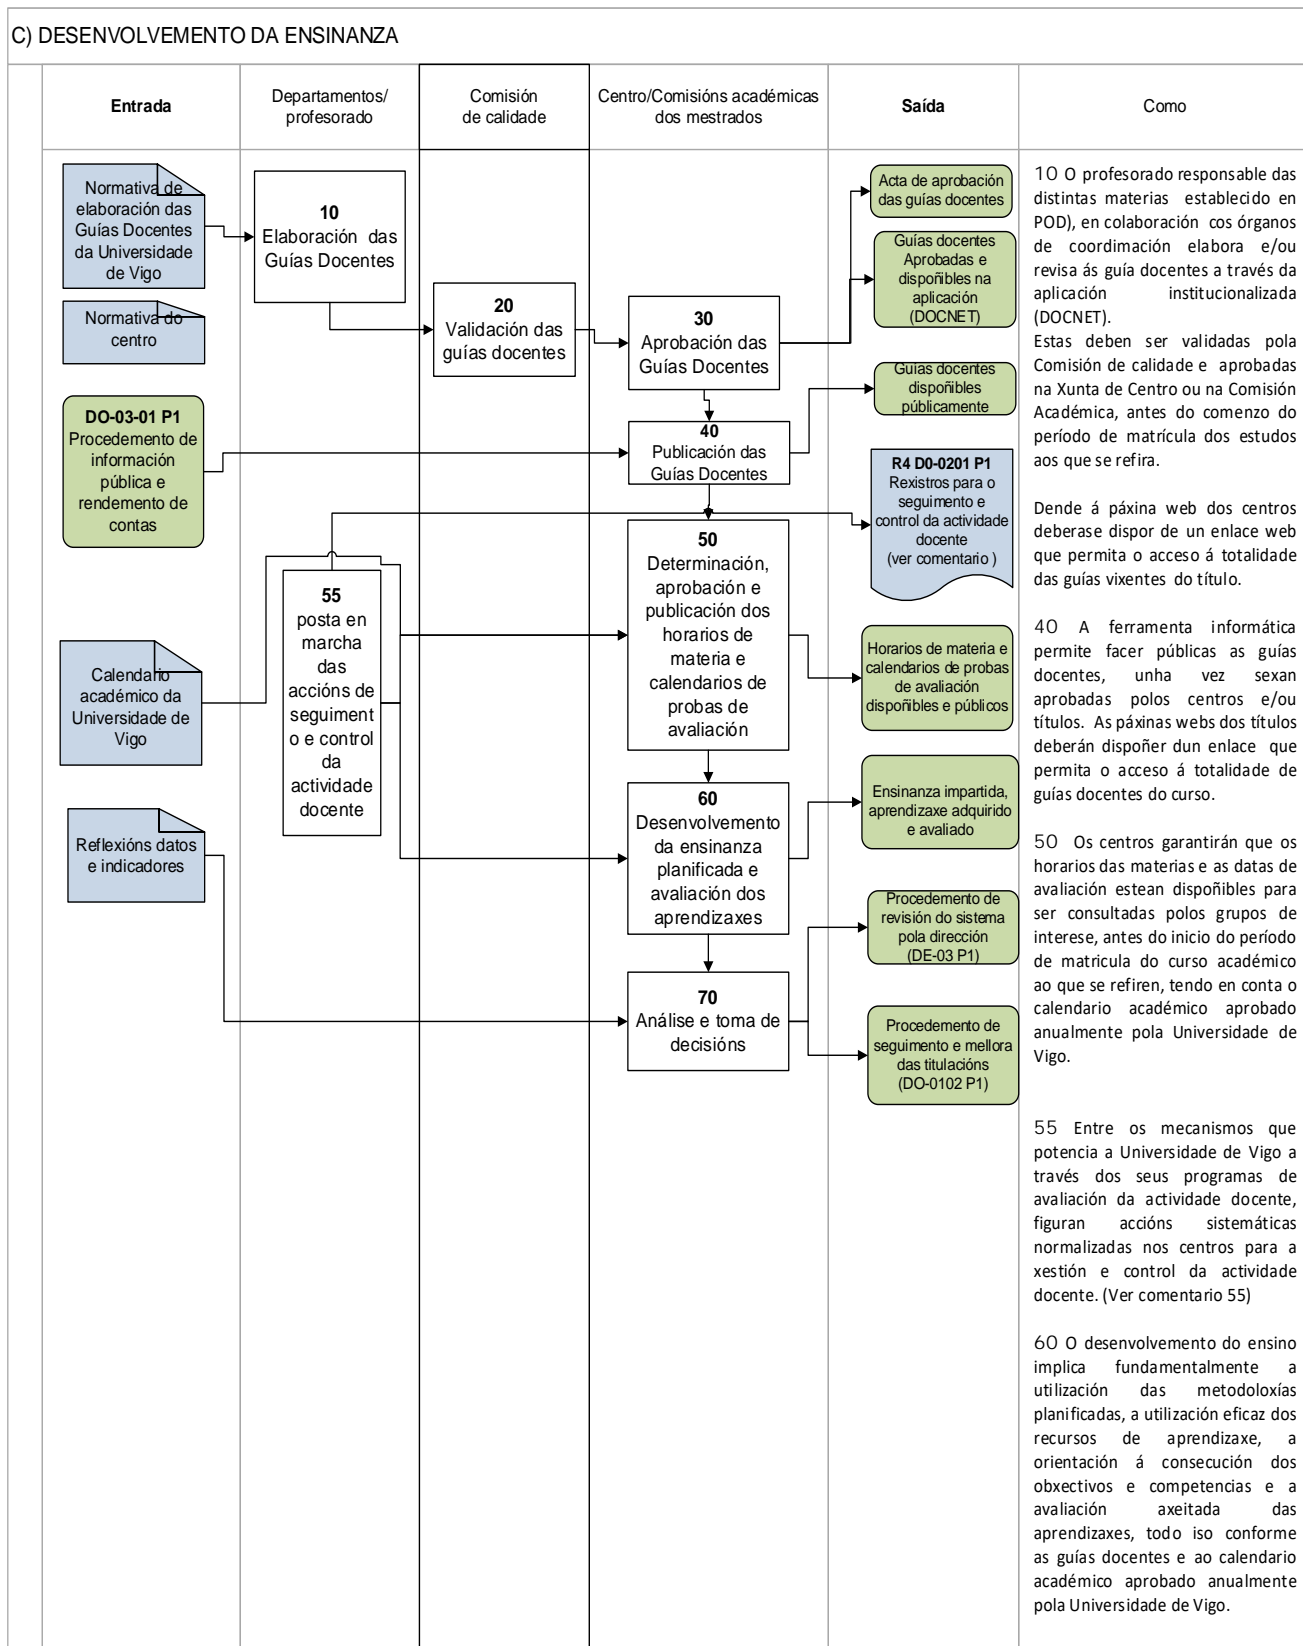 C) DESENVOLVEMENTO DA ENSINANZA
Entrada
Departamentos/
profesorado
Comisión
de calidade
Centro/Comisións académicas
dos mestrados
Saída
Como
Normativa de
elaboración das
Guías Docentes
da Universidade
de Vigo
Normativa do
centro
DO-03-01 P1
Procedemento de
información
pública e
rendemento de
contas
Calendario
académico da
Universidade de
Vigo
Reflexións datos
e indicadores
10
Elaboración das
Guías Docentes
55
posta en
marcha
das
accións de
seguiment
o e control
da
actividade
docente
20
Validación das
guías docentes
30
Aprobación das
Guías Docentes
40
Publicación das
Guías Docentes
50
Determinación,
aprobación e
publicación dos
horarios de
materia e
calendarios de
probas de
avaliación
60
Desenvolvemento
da ensinanza
planificada e
avaliación dos
aprendizaxes
70
Análise e toma de
decisións
Acta de aprobación
das guías docentes
Guías docentes
Aprobadas e
dispoñibles na
aplicación
(DOCNET)
Guías docentes
dispoñibles
públicamente
R4 D0-0201 P1
Rexistros para o
seguimento e
control da actividade
docente
(ver comentario )
Horarios de materia e
calendarios de probas
de avaliación
dispoñibles e públicos
Ensinanza impartida,
aprendizaxe adquirido
e avaliado
Procedemento de
revisión do sistema
pola dirección
(DE-03 P1)
Procedemento de
seguimento e mellora
das titulacións
(DO-0102 P1)
10 O profesorado responsable das
distintas materias establecido en
POD), en colaboración cos órganos
de coordimación elabora e/ou
revisa ás guía docentes a través da
aplicación institucionalizada
(DOCNET).
Estas deben ser validadas pola
Comisión de calidade e aprobadas
na Xunta de Centro ou na Comisión
Académica, antes do comenzo do
período de matrícula dos estudos
aos que se refira.
Dende á páxina web dos centros
deberase dispor de un enlace web
que permita o acceso á totalidade
das guías vixentes do título.
40 A ferramenta informática
permite facer públicas as guías
docentes, unha vez sexan
aprobadas polos centros e/ou
títulos. As páxinas webs dos títulos
deberán dispoñer dun enlace que
permita o acceso á totalidade de
guías docentes do curso.
50 Os centros garantirán que os
horarios das materias e as datas de
avaliación estean dispoñibles para
ser consultadas polos grupos de
interese, antes do inicio do período
de matricula do curso académico
ao que se refiren, tendo en conta o
calendario académico aprobado
anualmente pola Universidade de
Vigo.
55 Entre os mecanismos que
potencia a Universidade de Vigo a
través dos seus programas de
avaliación da actividade docente,
figuran accións sistemáticas
normalizadas nos centros para a
xestión e control da actividade
docente. (Ver comentario 55)
60 O desenvolvemento do ensino
implica fundamentalmente a
utilización das metodoloxías
planificadas, a utilización eficaz dos
recursos de aprendizaxe, a
orientación á consecución dos
obxectivos e competencias e a
avaliación axeitada das
aprendizaxes, todo iso conforme
as guías docentes e ao calendario
académico aprobado anualmente
pola Universidade de Vigo.